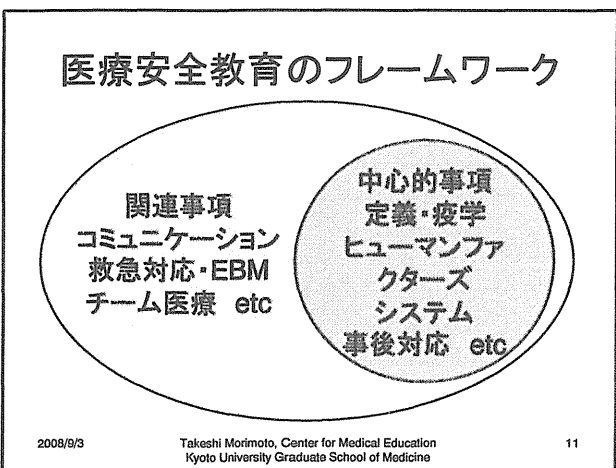 医療安全教育のフレームワーク
関連事項
コミュニケーション
救急対応・EBM
チーム医療 etc
中心的事項
定義・疫学
ヒューマンファ
クターズ
システム
事後対応 etc
2008/9/3
Takeshi Morimoto, Center for Medical Education
Kyoto University Graduate School of Medicine
11